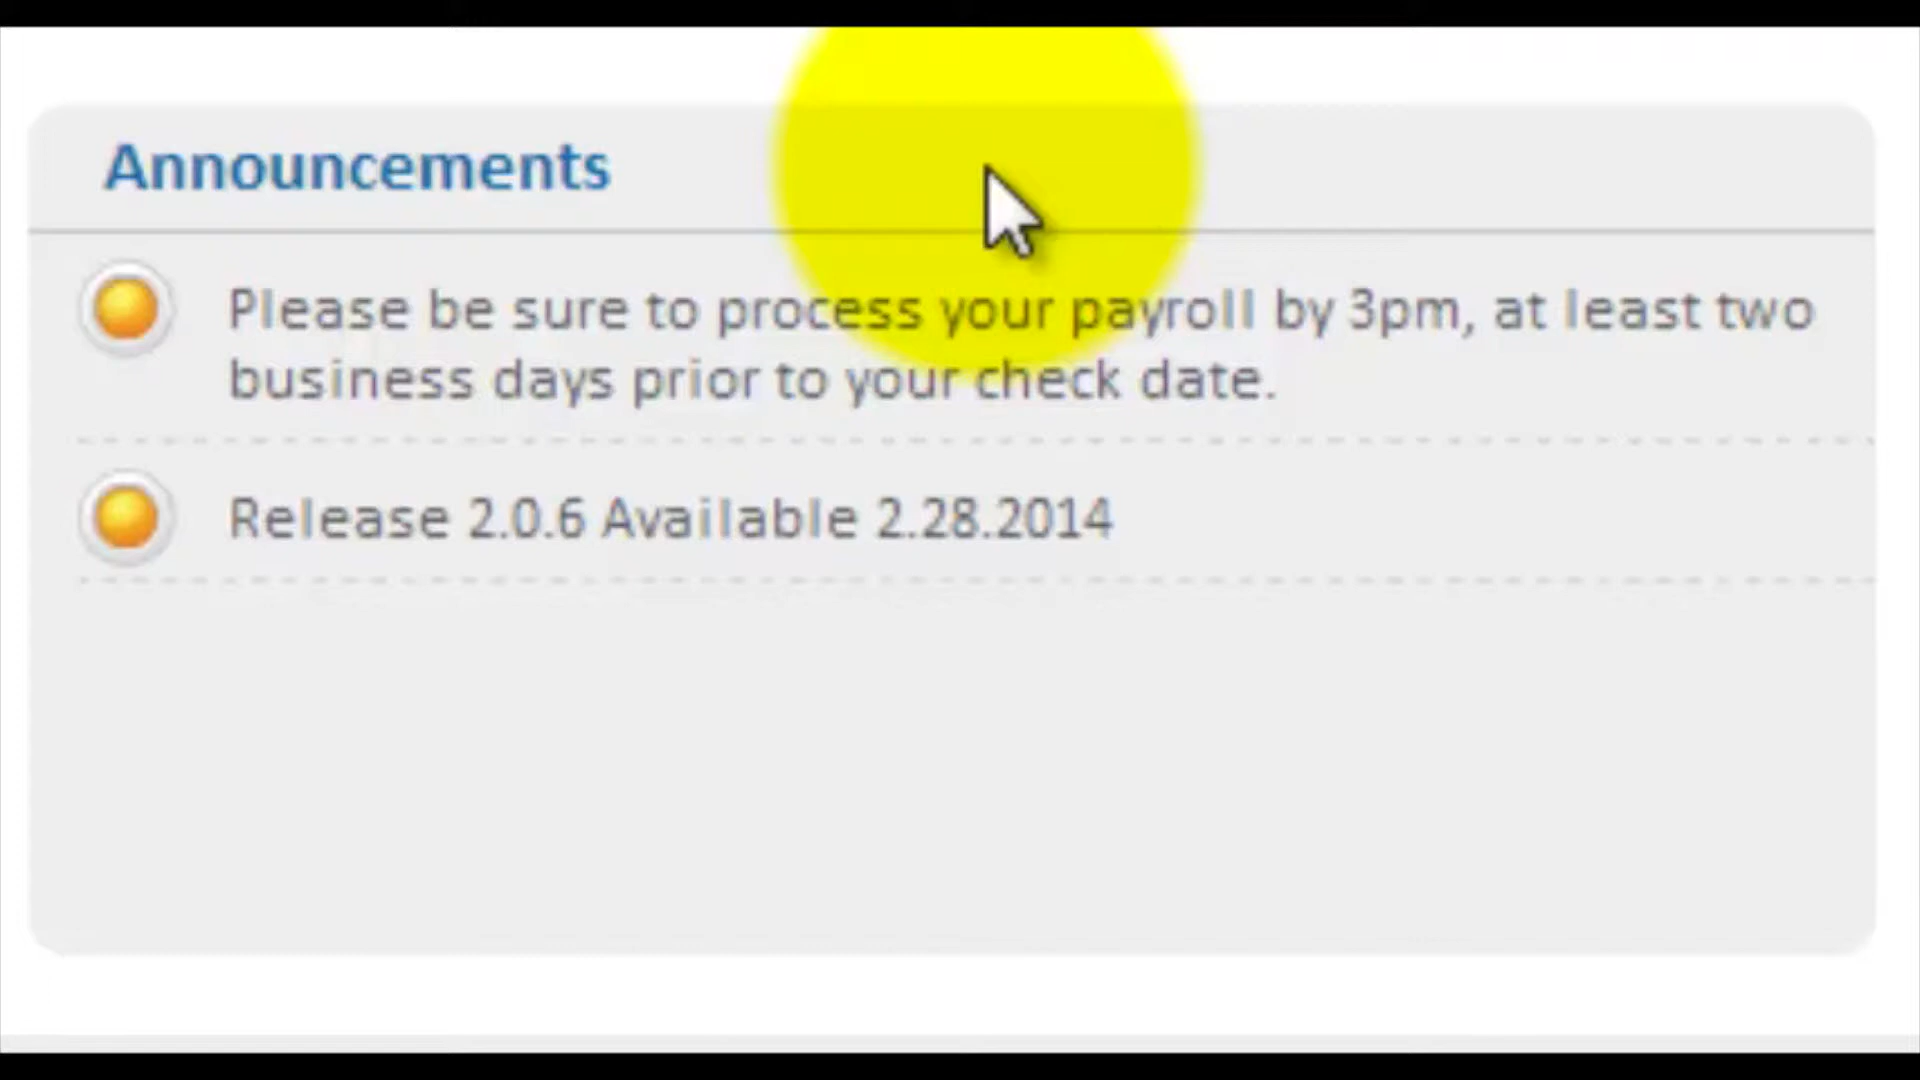 Announcements
Please be sure to process your payroll by 3pm, at least two
business days prior to your check date.
Release 2.0.6 Available 2.28.2014